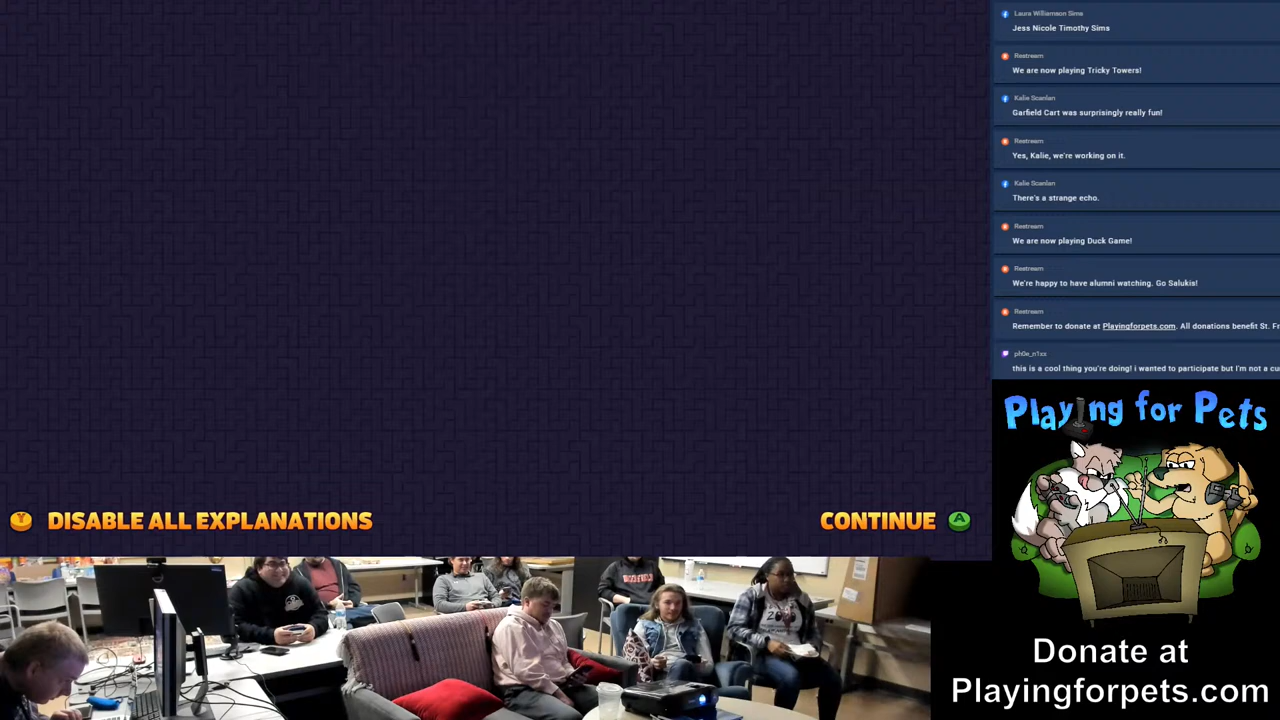 Laura Williamson Sims
Jess Nicole Timothy Sims
Restream
We are now playing Tricky Towers!
Kalie Scanlan
Garfield Cart was surprisingly really fun!
Restream
Yes, Kalie, we're working on it.
Kalie Scanlan
There's a strange echo.
Restream
We are now playing Duck Game!
Restream
We're happy to have alumni watching. Go Salukis!
Restream
Remember to donate at Playingforpets.com. All donations benefit St. Fr
ph0e_n1xx
this is a cool thing you're doing! i wanted to participate but I'm not a cu
Playing for Pets
Y DISABLE ALL EXPLANATIONS
CONTINUE A
Donate at
Playingforpets.com